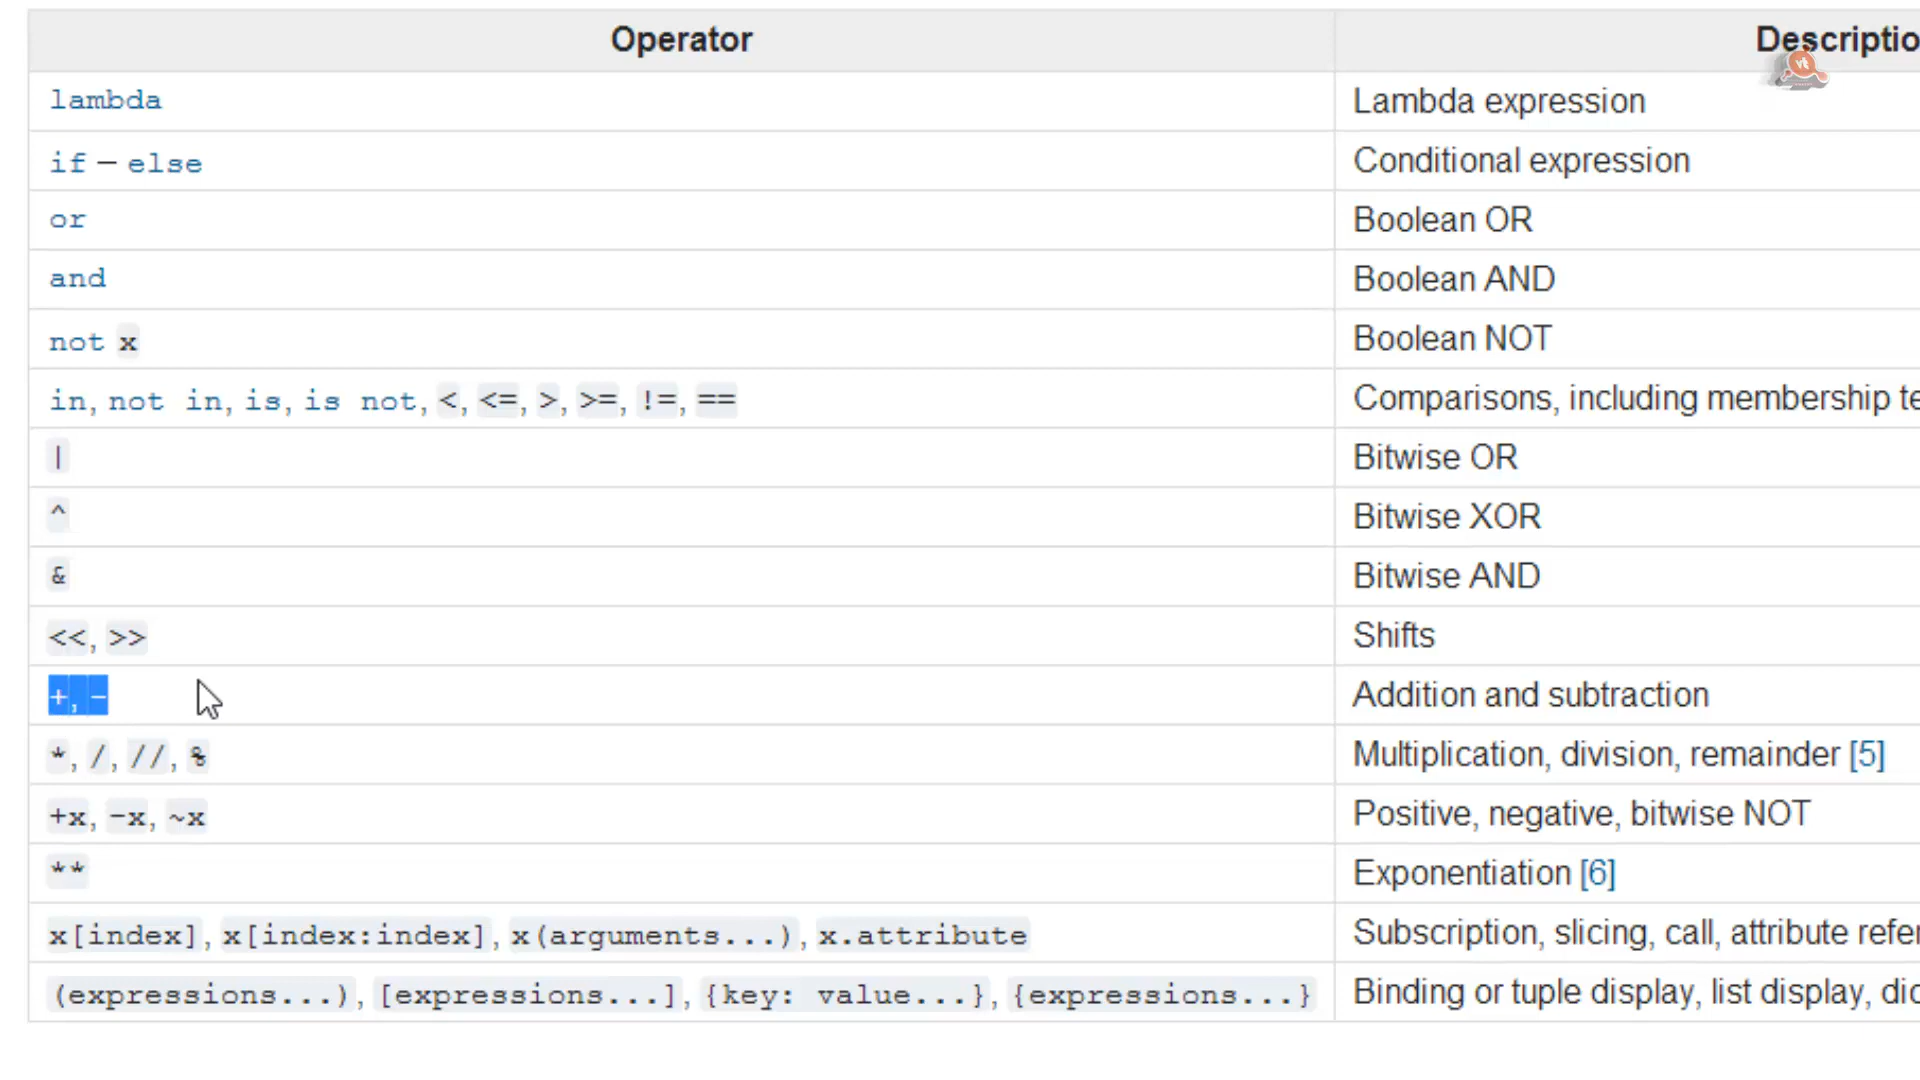 Operator Descriptio
lambda Lambda expression
if – else Conditional expression
or Boolean OR
and Boolean AND
not x Boolean NOT
in, not in, is, is not, <, <=, >, >=, !=, == Comparisons, including membership te
| Bitwise OR
^ Bitwise XOR
& Bitwise AND
<<, >> Shifts
+, - Addition and subtraction
*, /, //, % Multiplication, division, remainder [5]
+x, -x, ~x Positive, negative, bitwise NOT
** Exponentiation [6]
x[index], x[index:index], x(arguments...), x.attribute Subscription, slicing, call, attribute refer
(expressions...), [expressions...], {key: value...}, {expressions...} Binding or tuple display, list display, dic